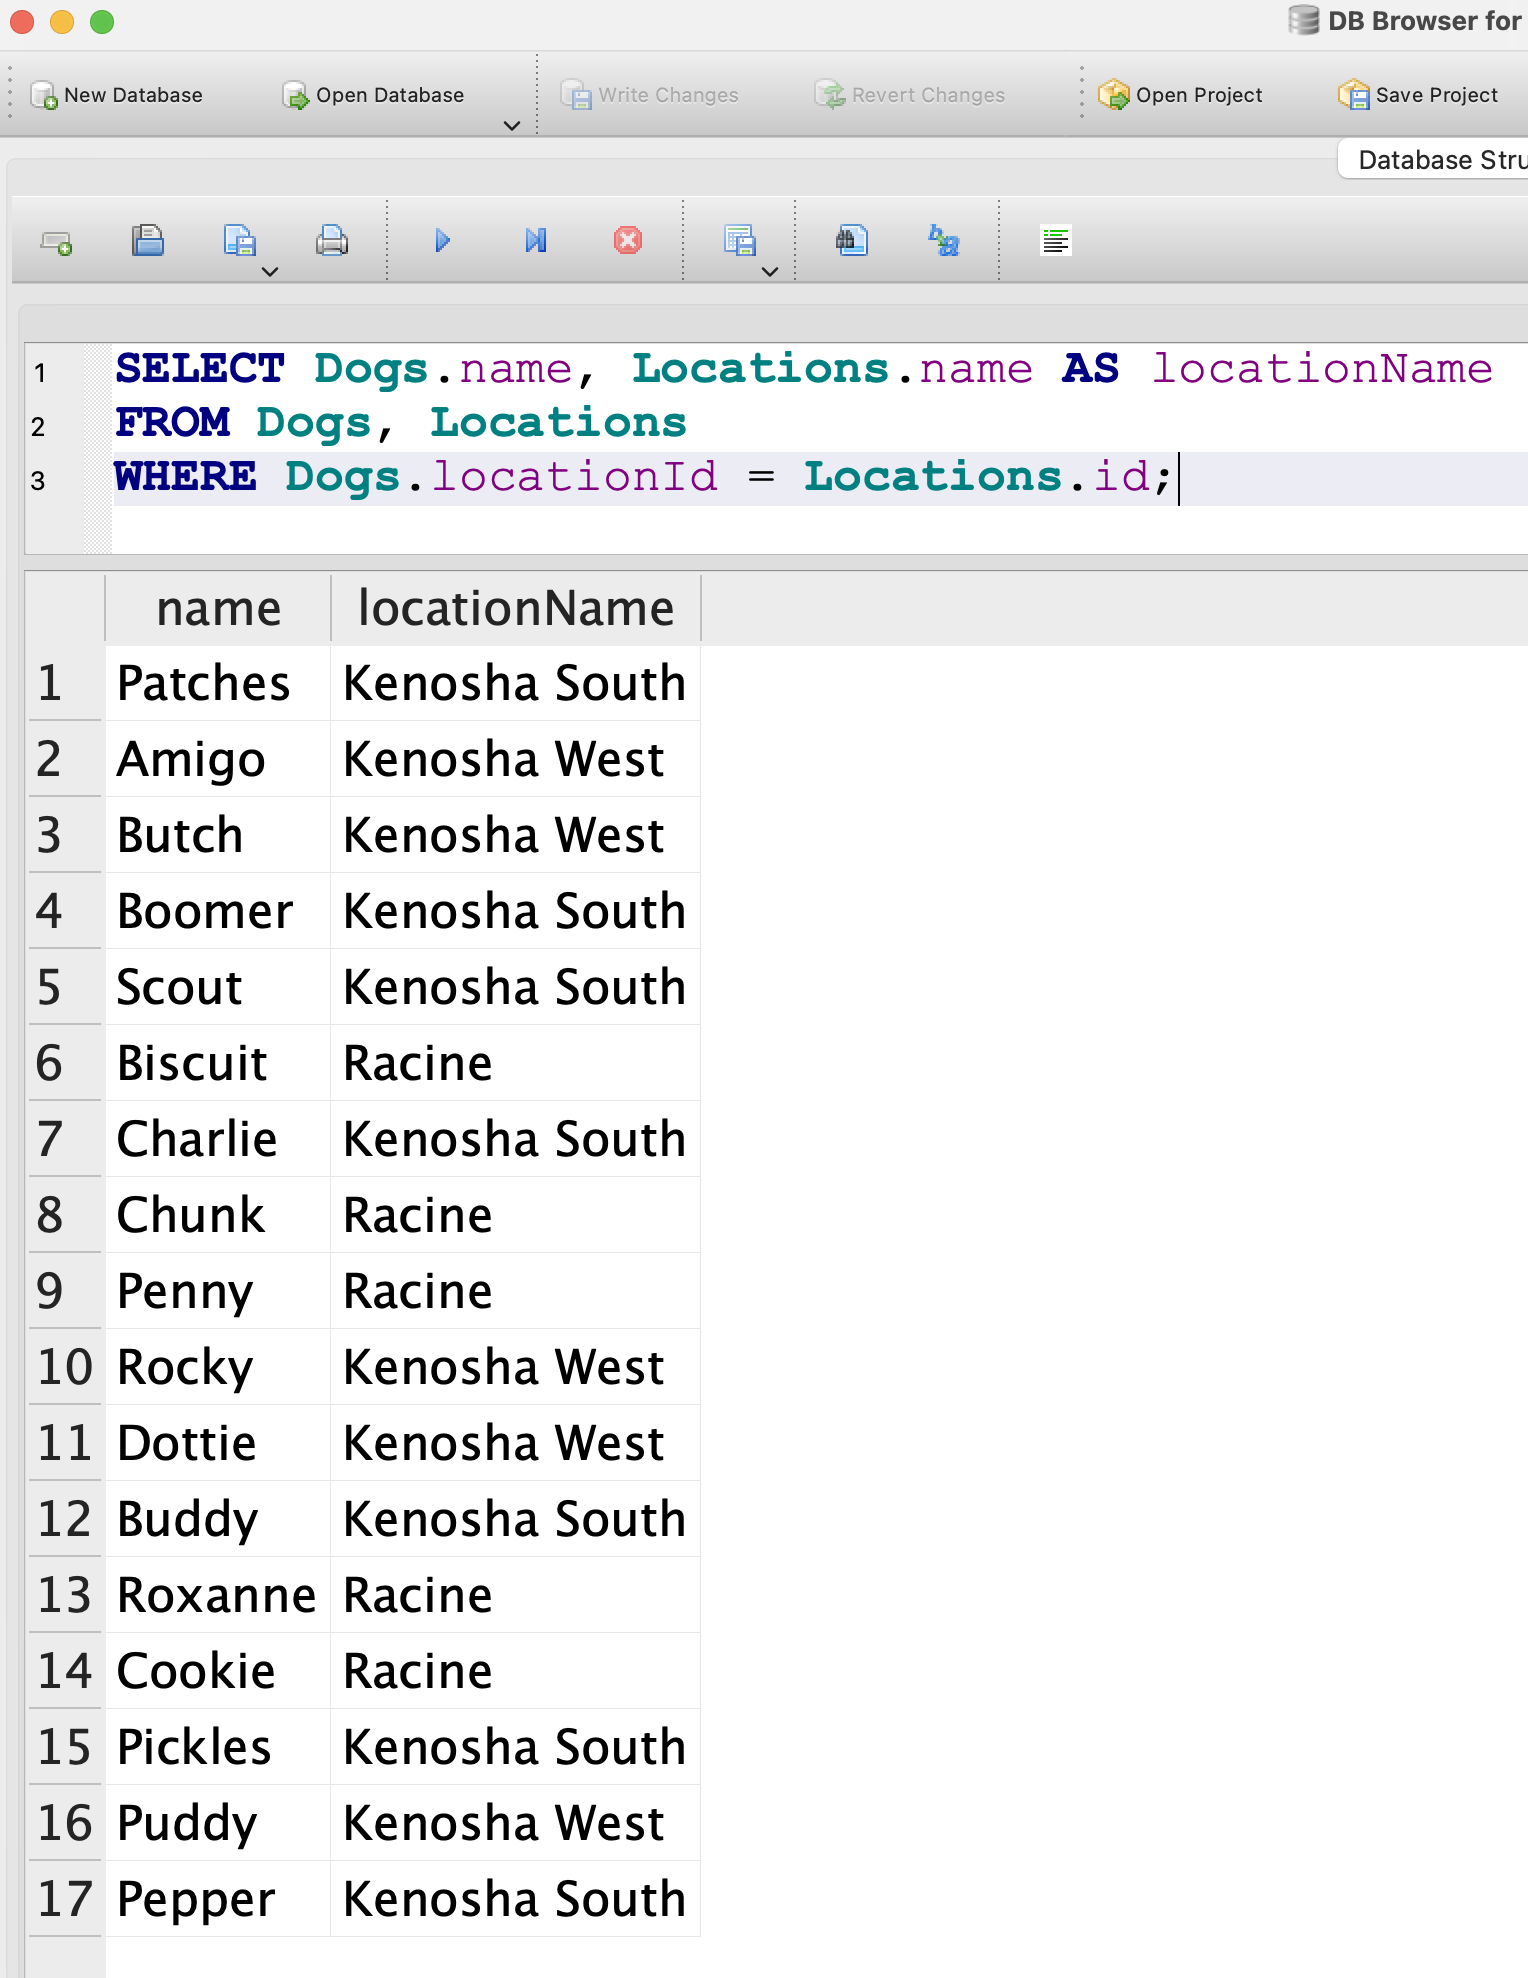 DB Browser for
New Database Open Database Write Changes Revert Changes Open Project Save Project
Database Stru
1 SELECT Dogs.name, Locations.name AS locationName
2 FROM Dogs, Locations
3 WHERE Dogs.locationId = Locations.id;
name locationName
1 Patches Kenosha South
2 Amigo Kenosha West
3 Butch Kenosha West
4 Boomer Kenosha South
5 Scout Kenosha South
6 Biscuit Racine
7 Charlie Kenosha South
8 Chunk Racine
9 Penny Racine
10 Rocky Kenosha West
11 Dottie Kenosha West
12 Buddy Kenosha South
13 Roxanne Racine
14 Cookie Racine
15 Pickles Kenosha South
16 Puddy Kenosha West
17 Pepper Kenosha South